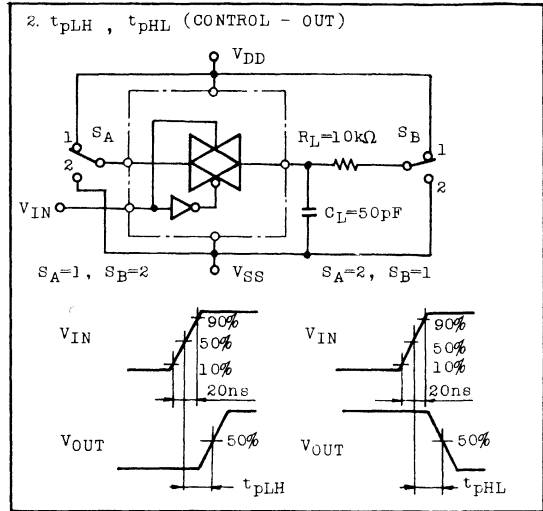 2. tpLH , tpHL (CONTROL - OUT)
VDD
1
SA
2
RL=10kΩ
SB
1
2
VIN
CL=50pF
SA=1, SB=2
VSS
SA=2, SB=1
VIN
90%
50%
10%
20ns
VOUT
50%
tpLH
VIN
90%
50%
10%
20ns
VOUT
50%
tpHL